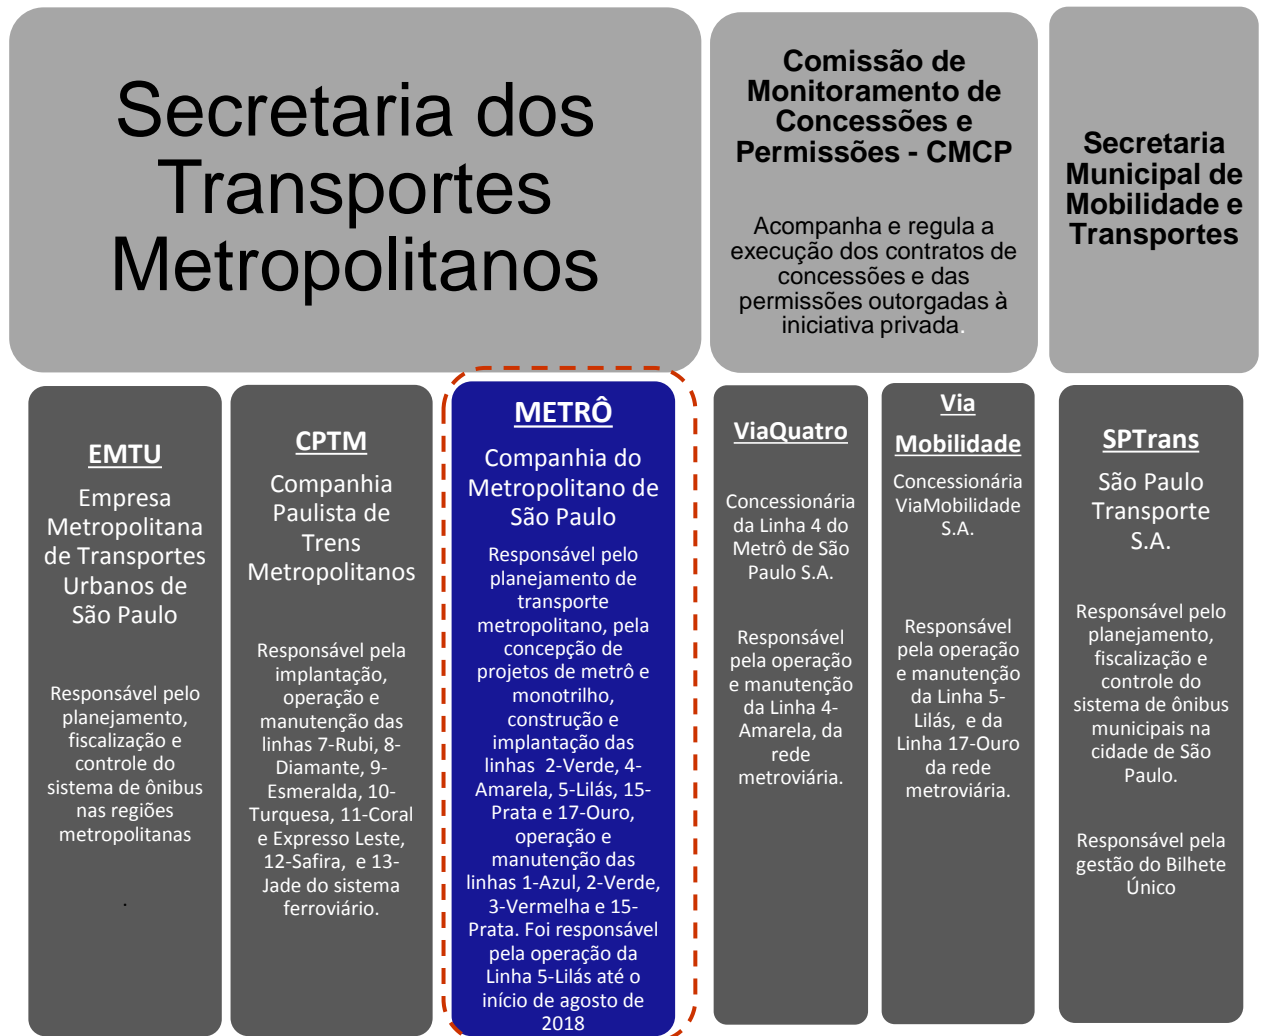 Secretaria dos
Transportes
Metropolitanos
Comissão de
Monitoramento de
Concessões e
Permissões - CMCP
Acompanha e regula a
execução dos contratos de
concessões e das
permissões outorgadas à
iniciativa privada.
Secretaria
Municipal de
Mobilidade e
Transportes
EMTU
Empresa
Metropolitana
de Transportes
Urbanos de
São Paulo
Responsável pelo
planejamento,
fiscalização e
controle do
sistema de ônibus
nas regiões
metropolitanas
.
CPTM
Companhia
Paulista de
Trens
Metropolitanos
Responsável pela
implantação,
operação e
manutenção das
linhas 7-Rubi, 8-
Diamante, 9-
Esmeralda, 10-
Turquesa, 11-Coral
e Expresso Leste,
12-Safira,  e 13-
Jade do sistema
ferroviário.
METRÔ
Companhia do
Metropolitano de
São Paulo
Responsável pelo
planejamento de
transporte
metropolitano, pela
concepção de
projetos de metrô e
monotrilho,
construção e
implantação das
linhas  2-Verde, 4-
Amarela, 5-Lilás, 15-
Prata e 17-Ouro,
operação e
manutenção das
linhas 1-Azul, 2-Verde,
3-Vermelha e 15-
Prata. Foi responsável
pela operação da
Linha 5-Lilás até o
início de agosto de
2018
ViaQuatro
Concessionária
da Linha 4 do
Metrô de São
Paulo S.A.
Responsável
pela operação
e manutenção
da Linha 4-
Amarela, da
rede
metroviária.
Via
Mobilidade
Concessionária
ViaMobilidade
S.A.
Responsável
pela operação
e manutenção
da Linha 5-
Lilás,  e da
Linha 17-Ouro
da rede
metroviária.
SPTrans
São Paulo
Transporte
S.A.
Responsável pelo
planejamento,
fiscalização e
controle do
sistema de ônibus
municipais na
cidade de São
Paulo.
Responsável pela
gestão do Bilhete
Único